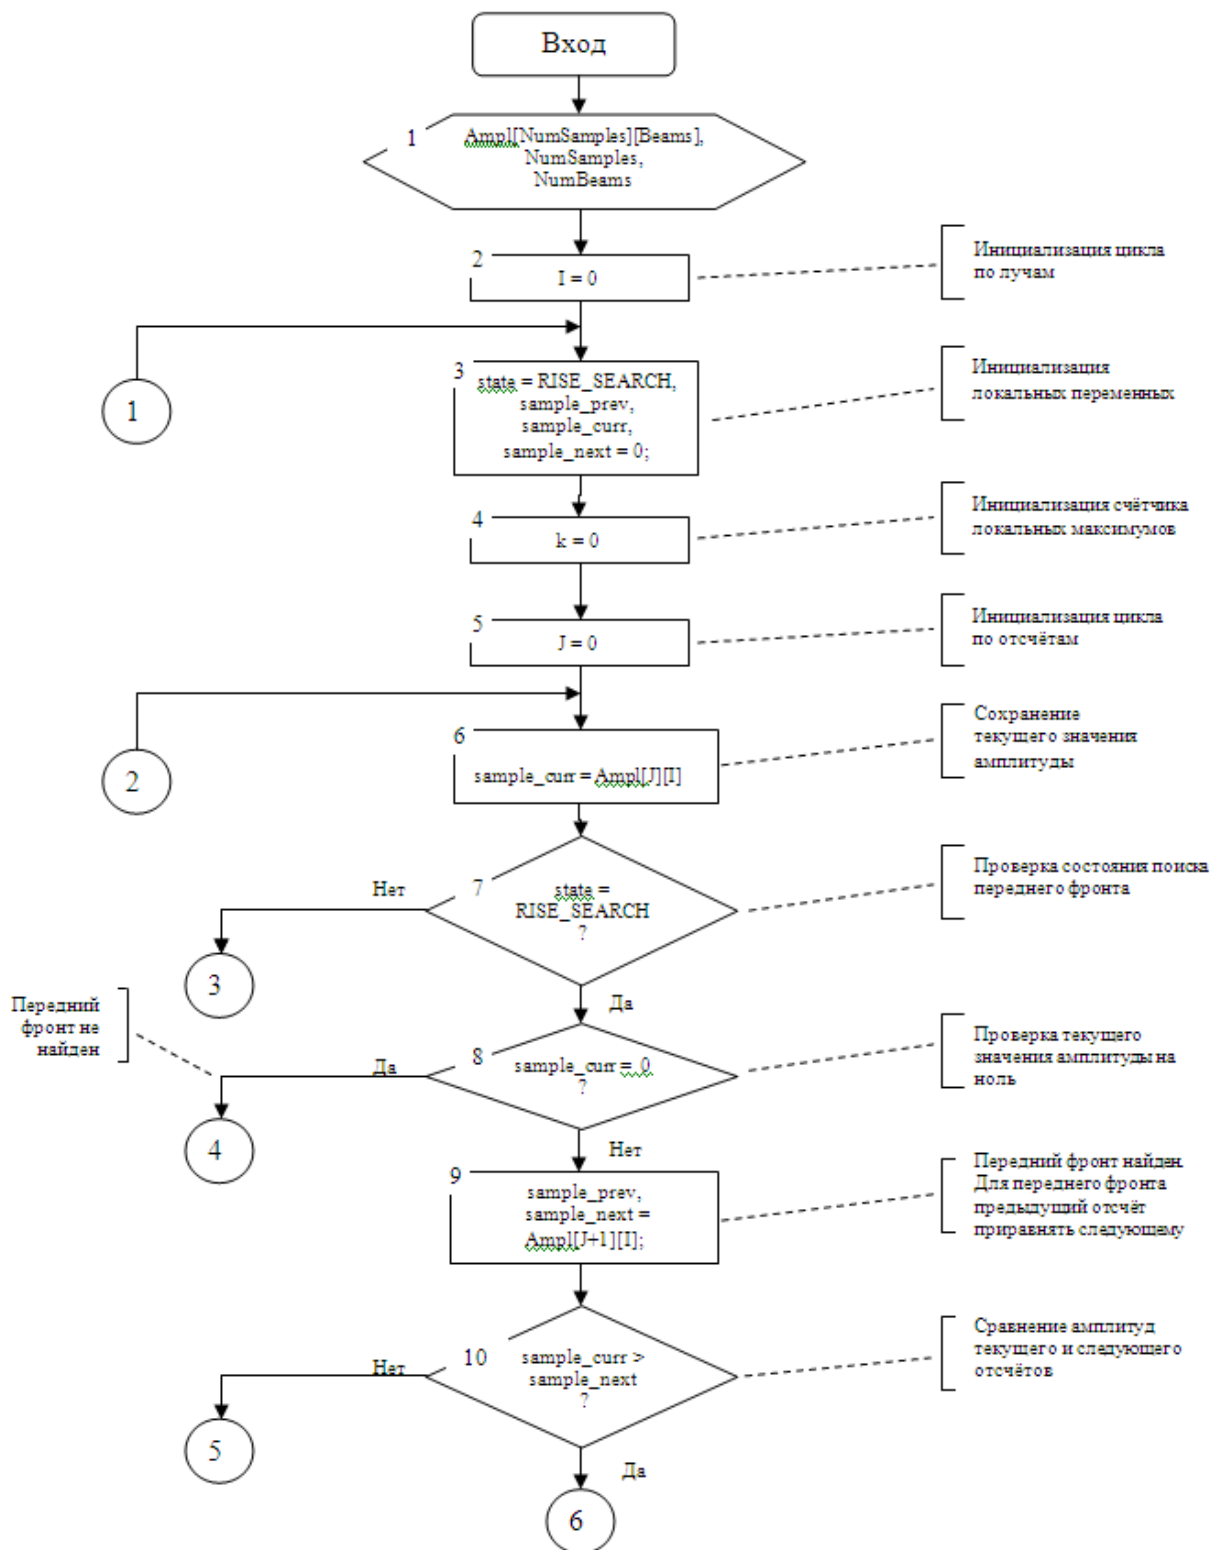 Вход
1
Ampl[NumSamples][Beams],
NumSamples,
NumBeams
2
I = 0
Инициализация цикла
по лучам
1
3
state = RISE_SEARCH,
sample_prev,
sample_curr,
sample_next = 0;
Инициализация
локальных переменных
4
k = 0
Инициализация счётчика
локальных максимумов
5
J = 0
Инициализация цикла
по отсчётам
2
6
sample_curr = Ampl[J][I]
Сохранение
текущего значения
амплитуды
7
state =
RISE_SEARCH
?
Проверка состояния поиска
переднего фронта
Нет
3
Да
Передний
фронт не
найден
8
sample_curr = 0
?
Проверка текущего
значения амплитуды на
ноль
Да
4
Нет
9
sample_prev,
sample_next =
Ampl[J+1][I];
Передний фронт найден.
Для переднего фронта
предыдущий отсчёт
приравнять следующему
10
sample_curr >
sample_next
?
Сравнение амплитуд
текущего и следующего
отсчётов
Нет
5
Да
6